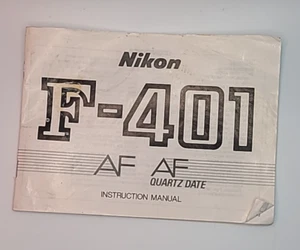 Nikon
F-401
AF AF
QUARTZ DATE
INSTRUCTION MANUAL